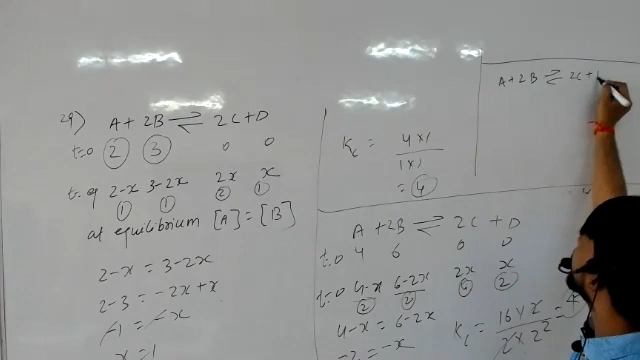 29) A + 2B ⇌ 2C + D
t=0 2 3 0 0
t=eq 2-x 3-2x 2x x
1 1 2 1
at equilibrium [A] = [B]
2-x = 3-2x
2-3 = -2x+x
-1 = -x
x = 1
Kc = 4×1
1×1
= 4
A + 2B ⇌ 2C + D
t=0 4 6 0 0
t=0 4-x 6-2x 2x x
2 2 4 2
4-x = 6-2x
-2 = -x
Kc = 16×2 = 4
2×2²
A + 2B ⇌ 2C +